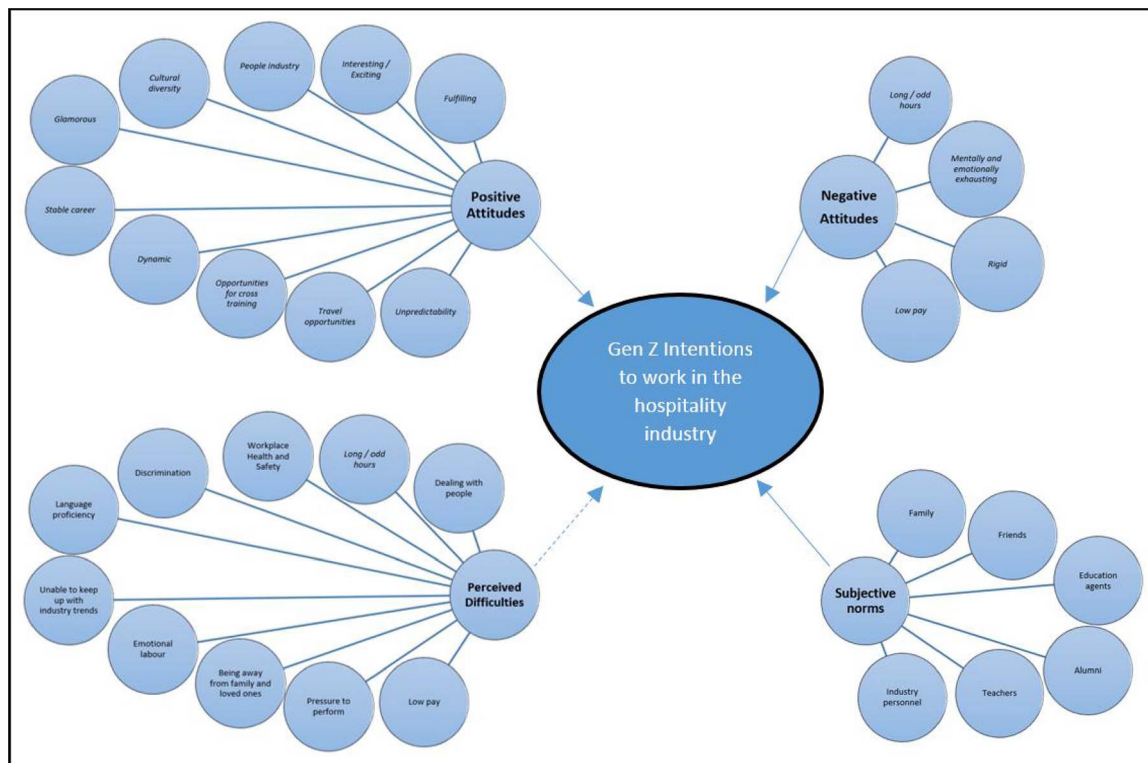 Cultural
diversity
People industry
Interesting /
Exciting
Fulfilling
Glamorous
Stable career
Dynamic
Opportunities
for cross
training
Travel
opportunities
Unpredictability
Positive
Attitudes
Long / odd
hours
Mentally and
emotionally
exhausting
Rigid
Low pay
Negative
Attitudes
Gen Z Intentions
to work in the
hospitality
industry
Language
proficiency
Discrimination
Workplace
Health and
Safety
Long / odd
hours
Dealing with
people
Unable to keep
up with
industry trends
Emotional
labour
Being away
from family and
loved ones
Pressure to
perform
Low pay
Perceived
Difficulties
Family
Friends
Education
agents
Alumni
Teachers
Industry
personnel
Subjective
norms